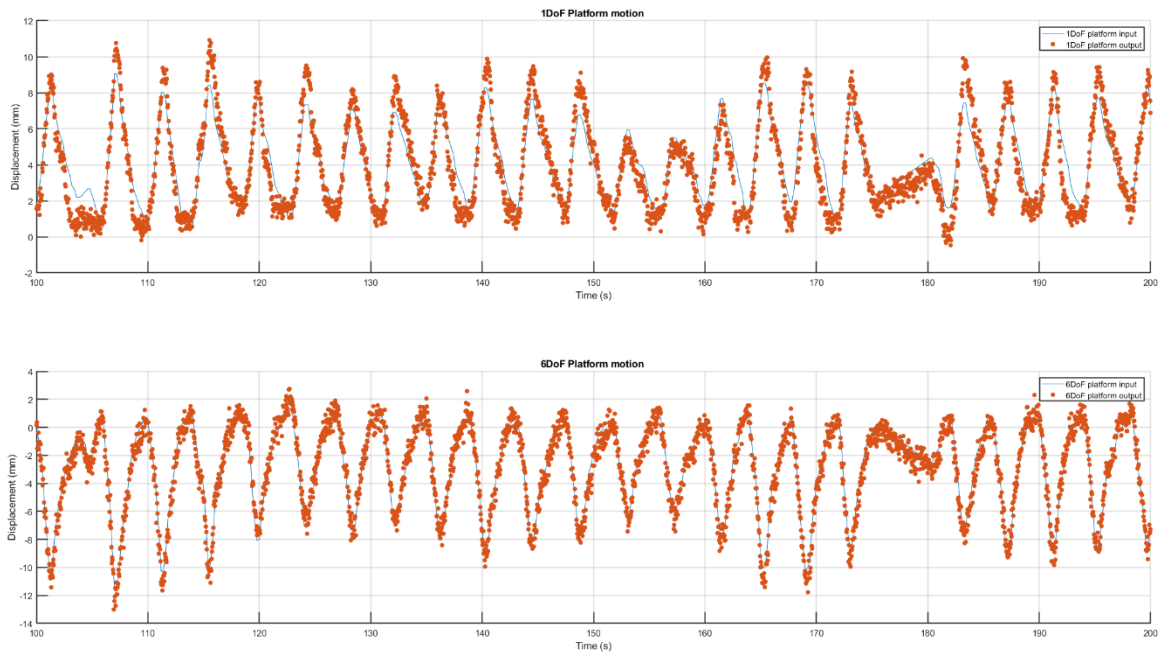 1DoF Platform motion
12
10
8
6
4
2
0
-2
Displacement (mm)
1DoF platform input
1DoF platform output
100 110 120 130 140 150 160 170 180 190 200
Time (s)
6DoF Platform motion
4
2
0
-2
-4
-6
-8
-10
-12
-14
Displacement (mm)
6DoF platform input
6DoF platform output
100 110 120 130 140 150 160 170 180 190 200
Time (s)